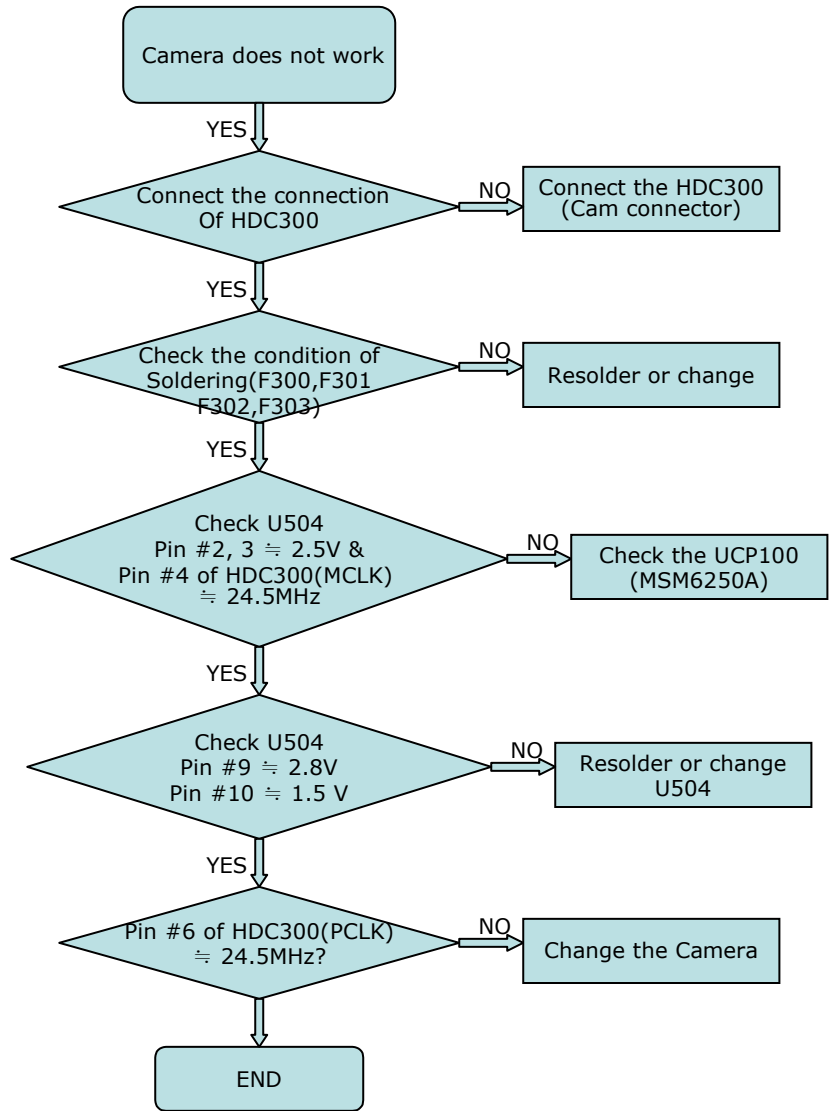 Camera does not work
YES
Connect the connection
Of HDC300
NO
Connect the HDC300
(Cam connector)
YES
Check the condition of
Soldering(F300,F301
F302,F303)
NO
Resolder or change
YES
Check U504
Pin #2, 3 ≒ 2.5V &
Pin #4 of HDC300(MCLK)
≒ 24.5MHz
NO
Check the UCP100
(MSM6250A)
YES
Check U504
Pin #9 ≒ 2.8V
Pin #10 ≒ 1.5 V
NO
Resolder or change
U504
YES
Pin #6 of HDC300(PCLK)
≒ 24.5MHz?
NO
Change the Camera
END